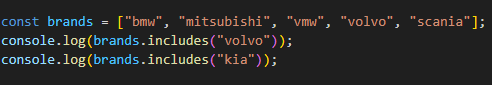 const brands = ["bmw", "mitsubishi", "vmw", "volvo", "scania"];
console.log(brands.includes("volvo"));
console.log(brands.includes("kia"));